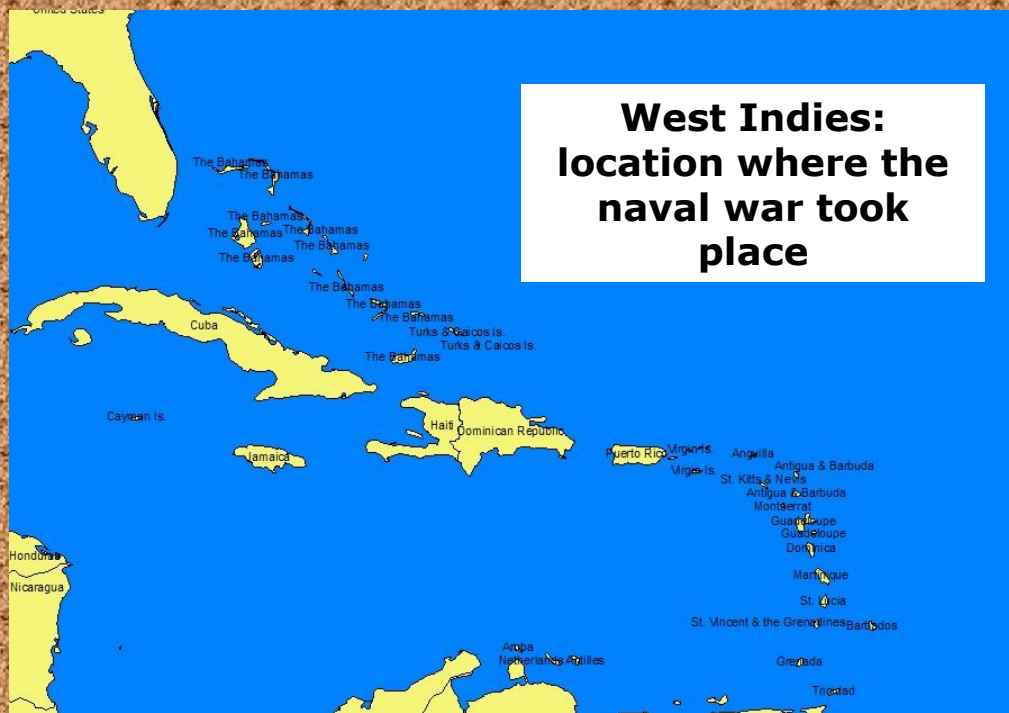 United States
West Indies:
location where the
naval war took
place
The Bahamas
The Bahamas
The Bahamas
The Bahamas
The Bahamas
The Bahamas
The Bahamas
The Bahamas
The Bahamas
The Bahamas
Cuba
Turks & Caicos Is.
Turks & Caicos Is.
The Bahamas
Cayman Is.
Haiti
Dominican Republic
Jamaica
Puerto Rico
Virgin Is.
Virgin Is.
Anguilla
Antigua & Barbuda
St. Kitts & Nevis
Antigua & Barbuda
Montserrat
Guadeloupe
Guadeloupe
Dominica
Honduras
Nicaragua
Martinique
St. Lucia
St. Vincent & the Grenadines
Barbados
Aruba
Netherlands Antilles
Grenada
Trinidad